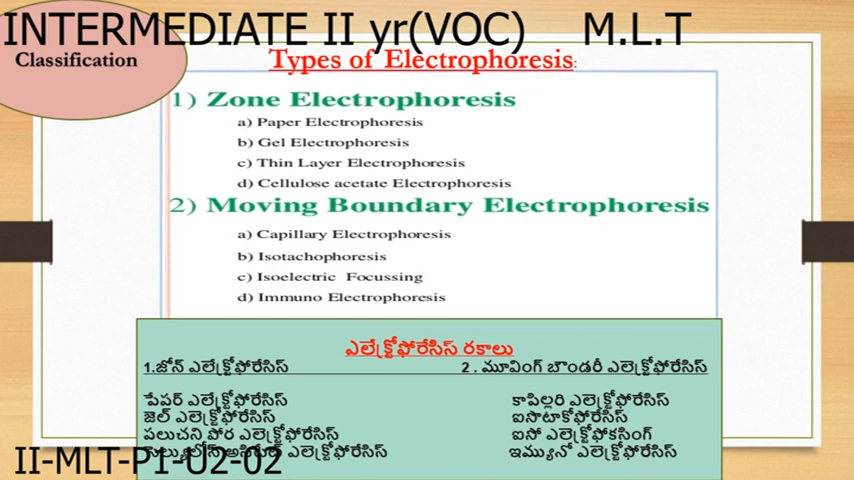 INTERMEDIATE II yr(VOC) M.L.T
Classification
Types of Electrophoresis:
1) Zone Electrophoresis
a) Paper Electrophoresis
b) Gel Electrophoresis
c) Thin Layer Electrophoresis
d) Cellulose acetate Electrophoresis
2) Moving Boundary Electrophoresis
a) Capillary Electrophoresis
b) Isotachophoresis
c) Isoelectric Focussing
d) Immuno Electrophoresis
ఎలేక్ట్రోఫోరేసిస్ రకాలు
1.జోన్ ఎలేక్ట్రోఫోరేసిస్ 2 . మూవింగ్ బౌండరీ ఎలెక్ట్రోఫోరేసిస్
పేపర్ ఎలేక్ట్రోఫోరేసిస్ కాపిల్లరి ఎలెక్ట్రోఫోరేసిస్
జెల్ ఎలెక్ట్రోఫోరేసిస్ ఐసొటాకోఫోరేసిస్
పలుచని పోర ఎలెక్ట్రోఫోరేసిస్ ఐసో ఎలెక్ట్రోఫోకసింగ్
ఎలెక్ట్రోఫోరేసిస్ ఇమ్యునో ఎలెక్ట్రోఫోరేసిస్
II-MLT-P1-U2-02